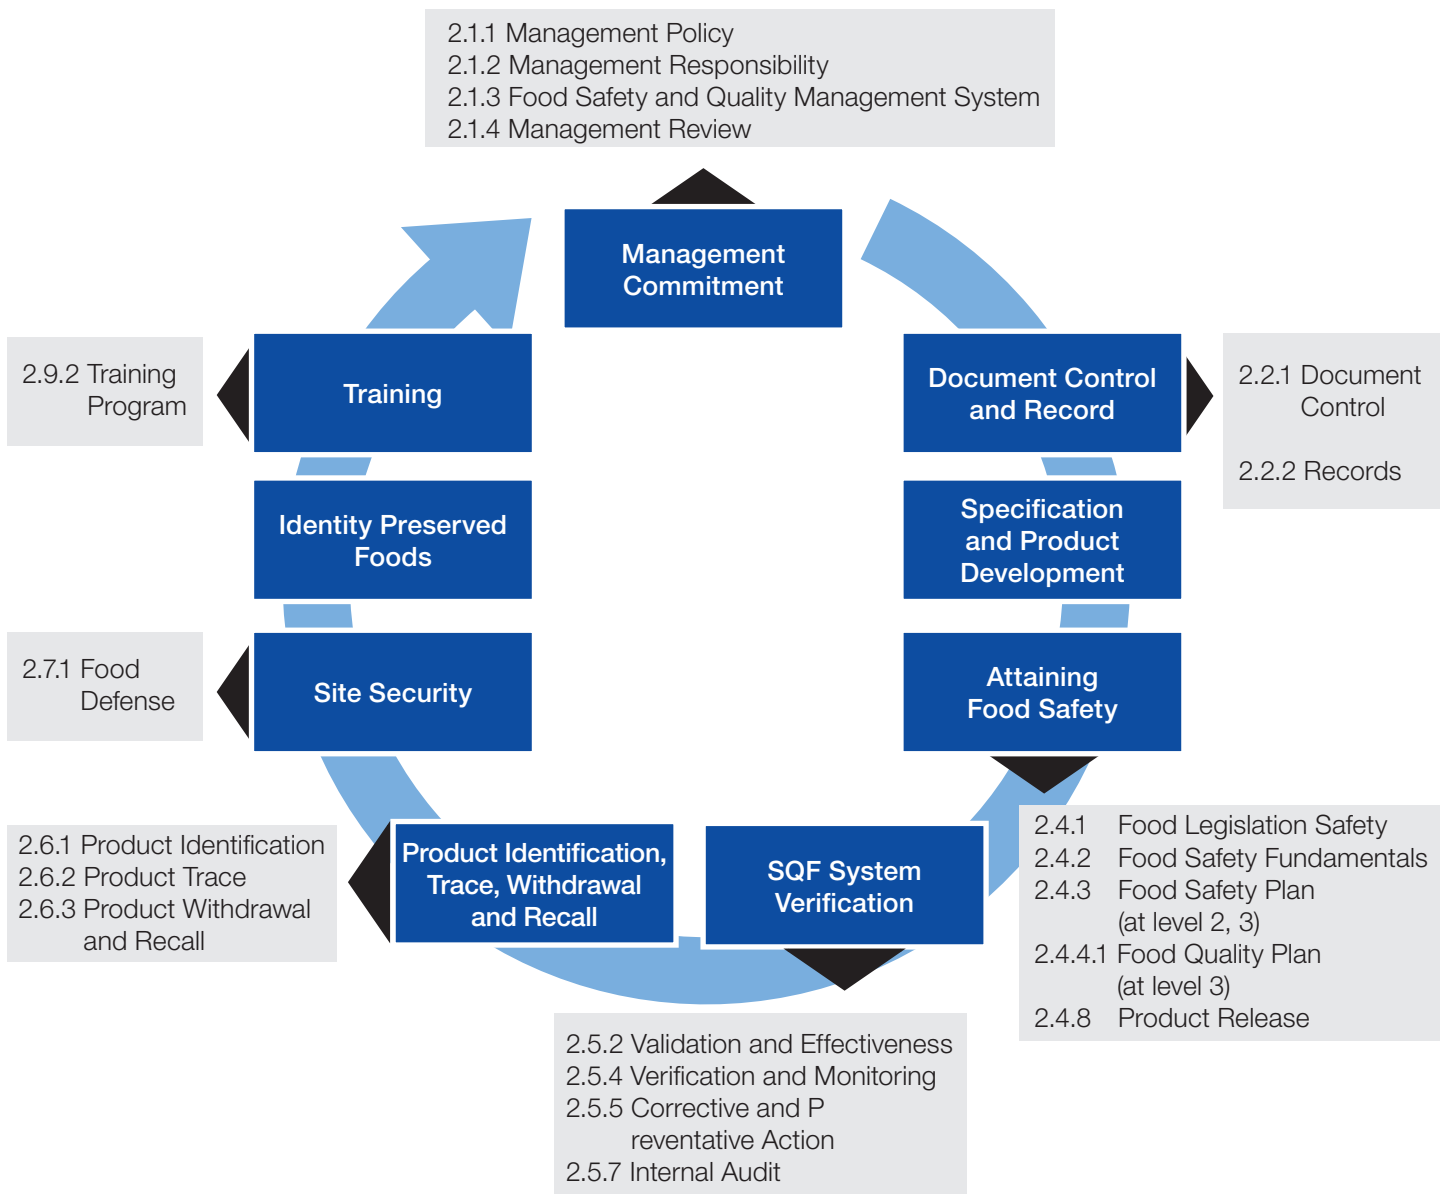 2.1.1 Management Policy
2.1.2 Management Responsibility
2.1.3 Food Safety and Quality Management System
2.1.4 Management Review
Management
Commitment
Document Control
and Record
2.2.1 Document
Control
2.2.2 Records
Specification
and Product
Development
Attaining
Food Safety
2.4.1 Food Legislation Safety
2.4.2 Food Safety Fundamentals
2.4.3 Food Safety Plan
(at level 2, 3)
2.4.4.1 Food Quality Plan
(at level 3)
2.4.8 Product Release
SQF System
Verification
2.5.2 Validation and Effectiveness
2.5.4 Verification and Monitoring
2.5.5 Corrective and P
reventative Action
2.5.7 Internal Audit
Product Identification,
Trace, Withdrawal
and Recall
2.6.1 Product Identification
2.6.2 Product Trace
2.6.3 Product Withdrawal
and Recall
Site Security
2.7.1 Food
Defense
Identity Preserved
Foods
Training
2.9.2 Training
Program